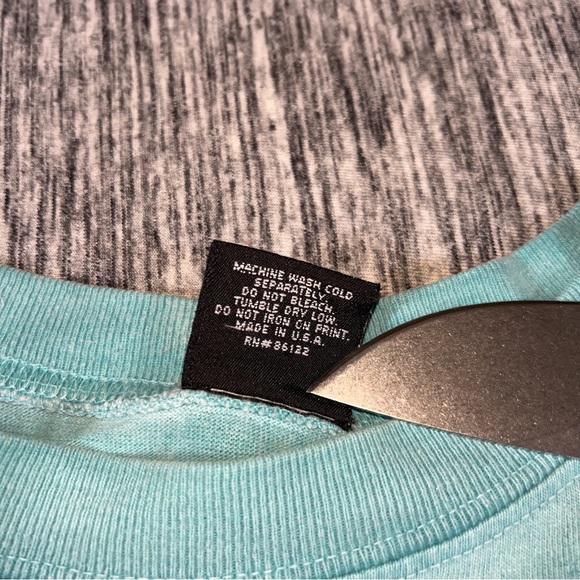 MACHINE WASH COLD
SEPARATELY.
DO NOT BLEACH.
TUMBLE DRY LOW.
DO NOT IRON ON PRINT.
MADE IN U.S.A.
RN#86122